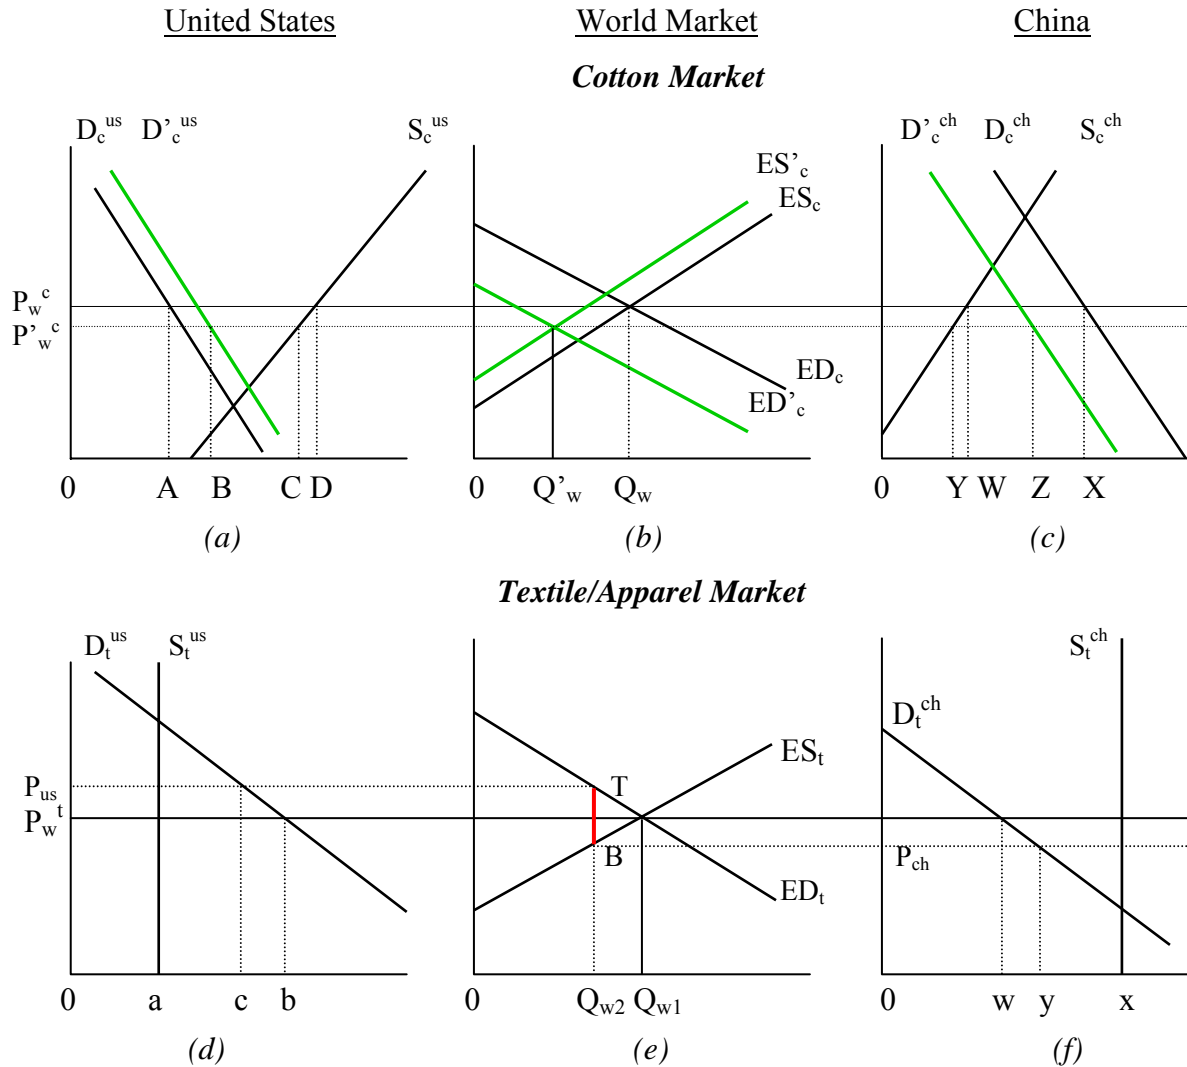 United States World Market China
Cotton Market
D_c^us D'_c^us S_c^us D'_c^ch D_c^ch S_c^ch
ES'_c
ES_c
P_w^c
P'_w^c
ED_c
ED'_c
0 A B C D 0 Q'_w Q_w 0 Y W Z X
(a) (b) (c)
Textile/Apparel Market
D_t^us S_t^us S_t^ch
D_t^ch
ES_t
P_us^t T
P_w
B P_ch
ED_t
0 a c b 0 Q_w2 Q_w1 0 w y x
(d) (e) (f)